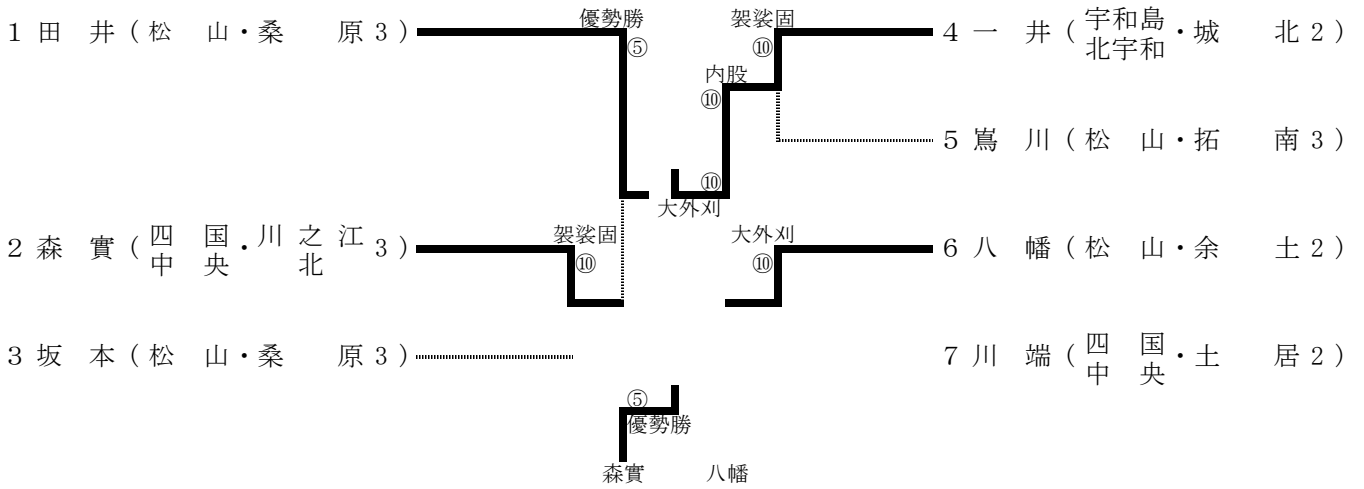 優勢勝 袈裟固
1 田 井（松 山・桑 原3） ⑤ ⑩ 4 一 井（宇和島北宇和・城 北2）
内股
⑩
5 嶌 川（松 山・拓 南3）
⑩
大外刈
2 森 實（四国中央・川之江北3） 袈裟固 大外刈 6 八 幡（松 山・余 土2）
⑩ ⑩
3 坂 本（松 山・桑 原3） 7 川 端（四国中央・土 居2）
⑤
優勢勝
森實 八幡